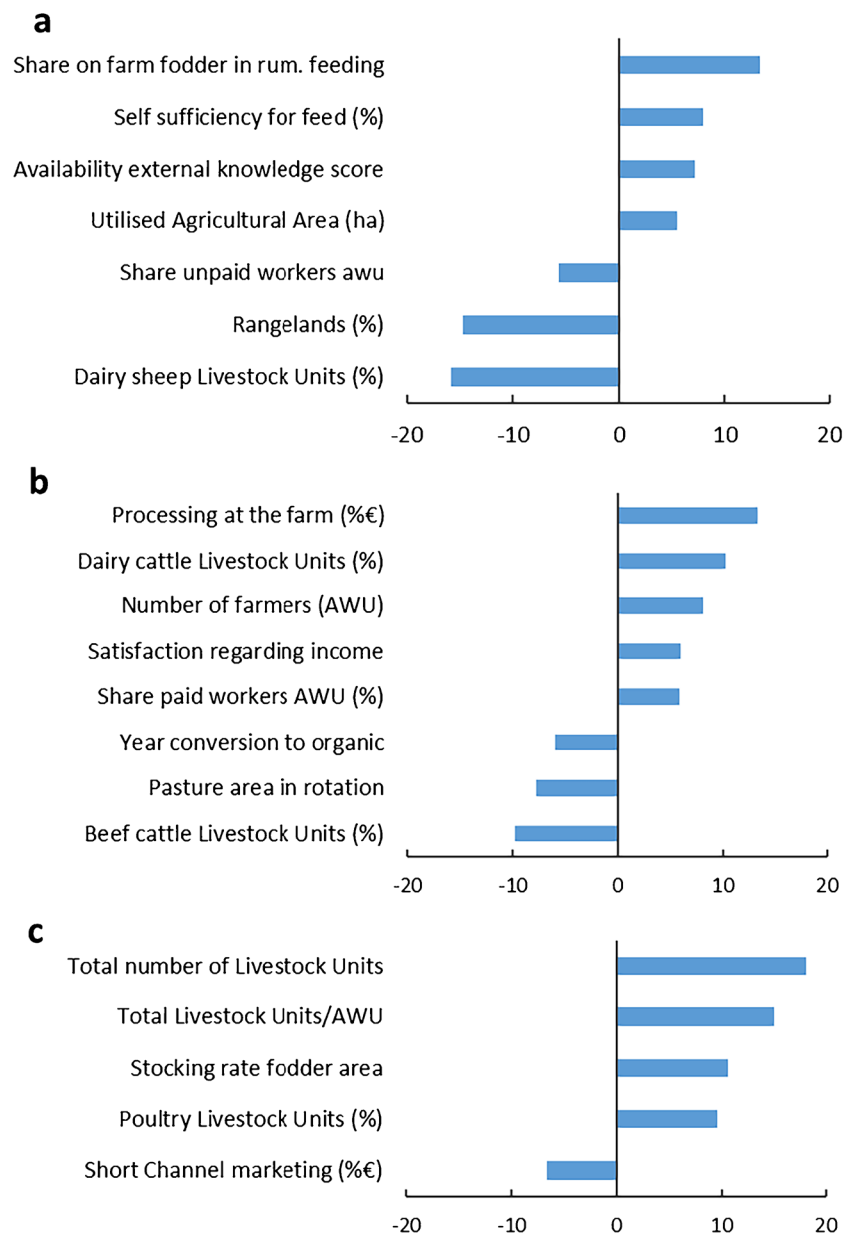 a
Share on farm fodder in rum. feeding
Self sufficiency for feed (%)
Availability external knowledge score
Utilised Agricultural Area (ha)
Share unpaid workers awu
Rangelands (%)
Dairy sheep Livestock Units (%)
-20 -10 0 10 20
b
Processing at the farm (%€)
Dairy cattle Livestock Units (%)
Number of farmers (AWU)
Satisfaction regarding income
Share paid workers AWU (%)
Year conversion to organic
Pasture area in rotation
Beef cattle Livestock Units (%)
-20 -10 0 10 20
c
Total number of Livestock Units
Total Livestock Units/AWU
Stocking rate fodder area
Poultry Livestock Units (%)
Short Channel marketing (%€)
-20 -10 0 10 20